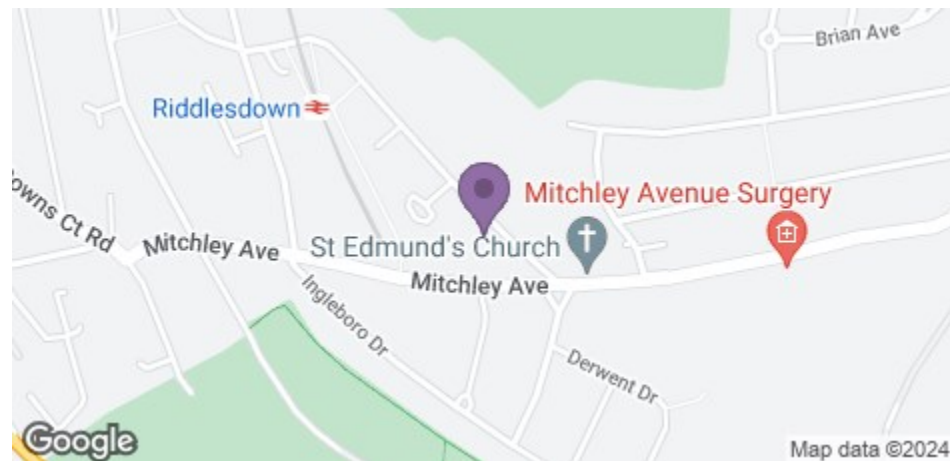 Brian Ave
Riddlesdown
Mitchley Avenue Surgery
owns Ct Rd
Mitchley Ave
St Edmund's Church
Mitchley Ave
Ingleboro Dr
Derwent Dr
Google
Map data ©2024